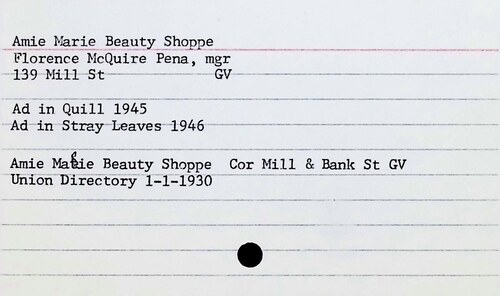 Amie Marie Beauty Shoppe
Florence McQuire Pena, mgr
139 Mill St GV
Ad in Quill 1945
Ad in Stray Leaves 1946
Amie Marie Beauty Shoppe Cor Mill & Bank St GV
Union Directory 1-1-1930